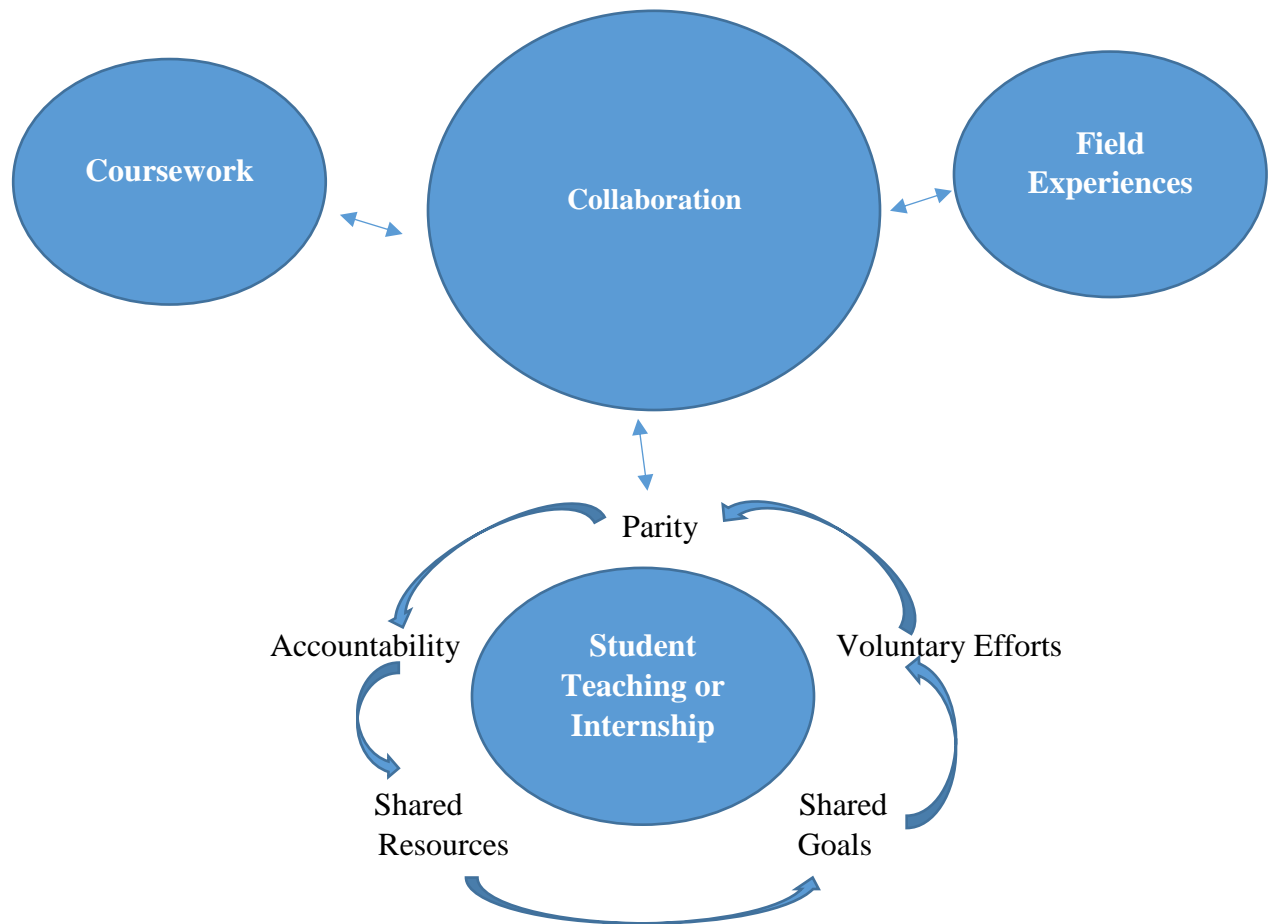 Coursework
Collaboration
Field
Experiences
Parity
Accountability
Student
Teaching or
Internship
Voluntary Efforts
Shared
Resources
Shared
Goals